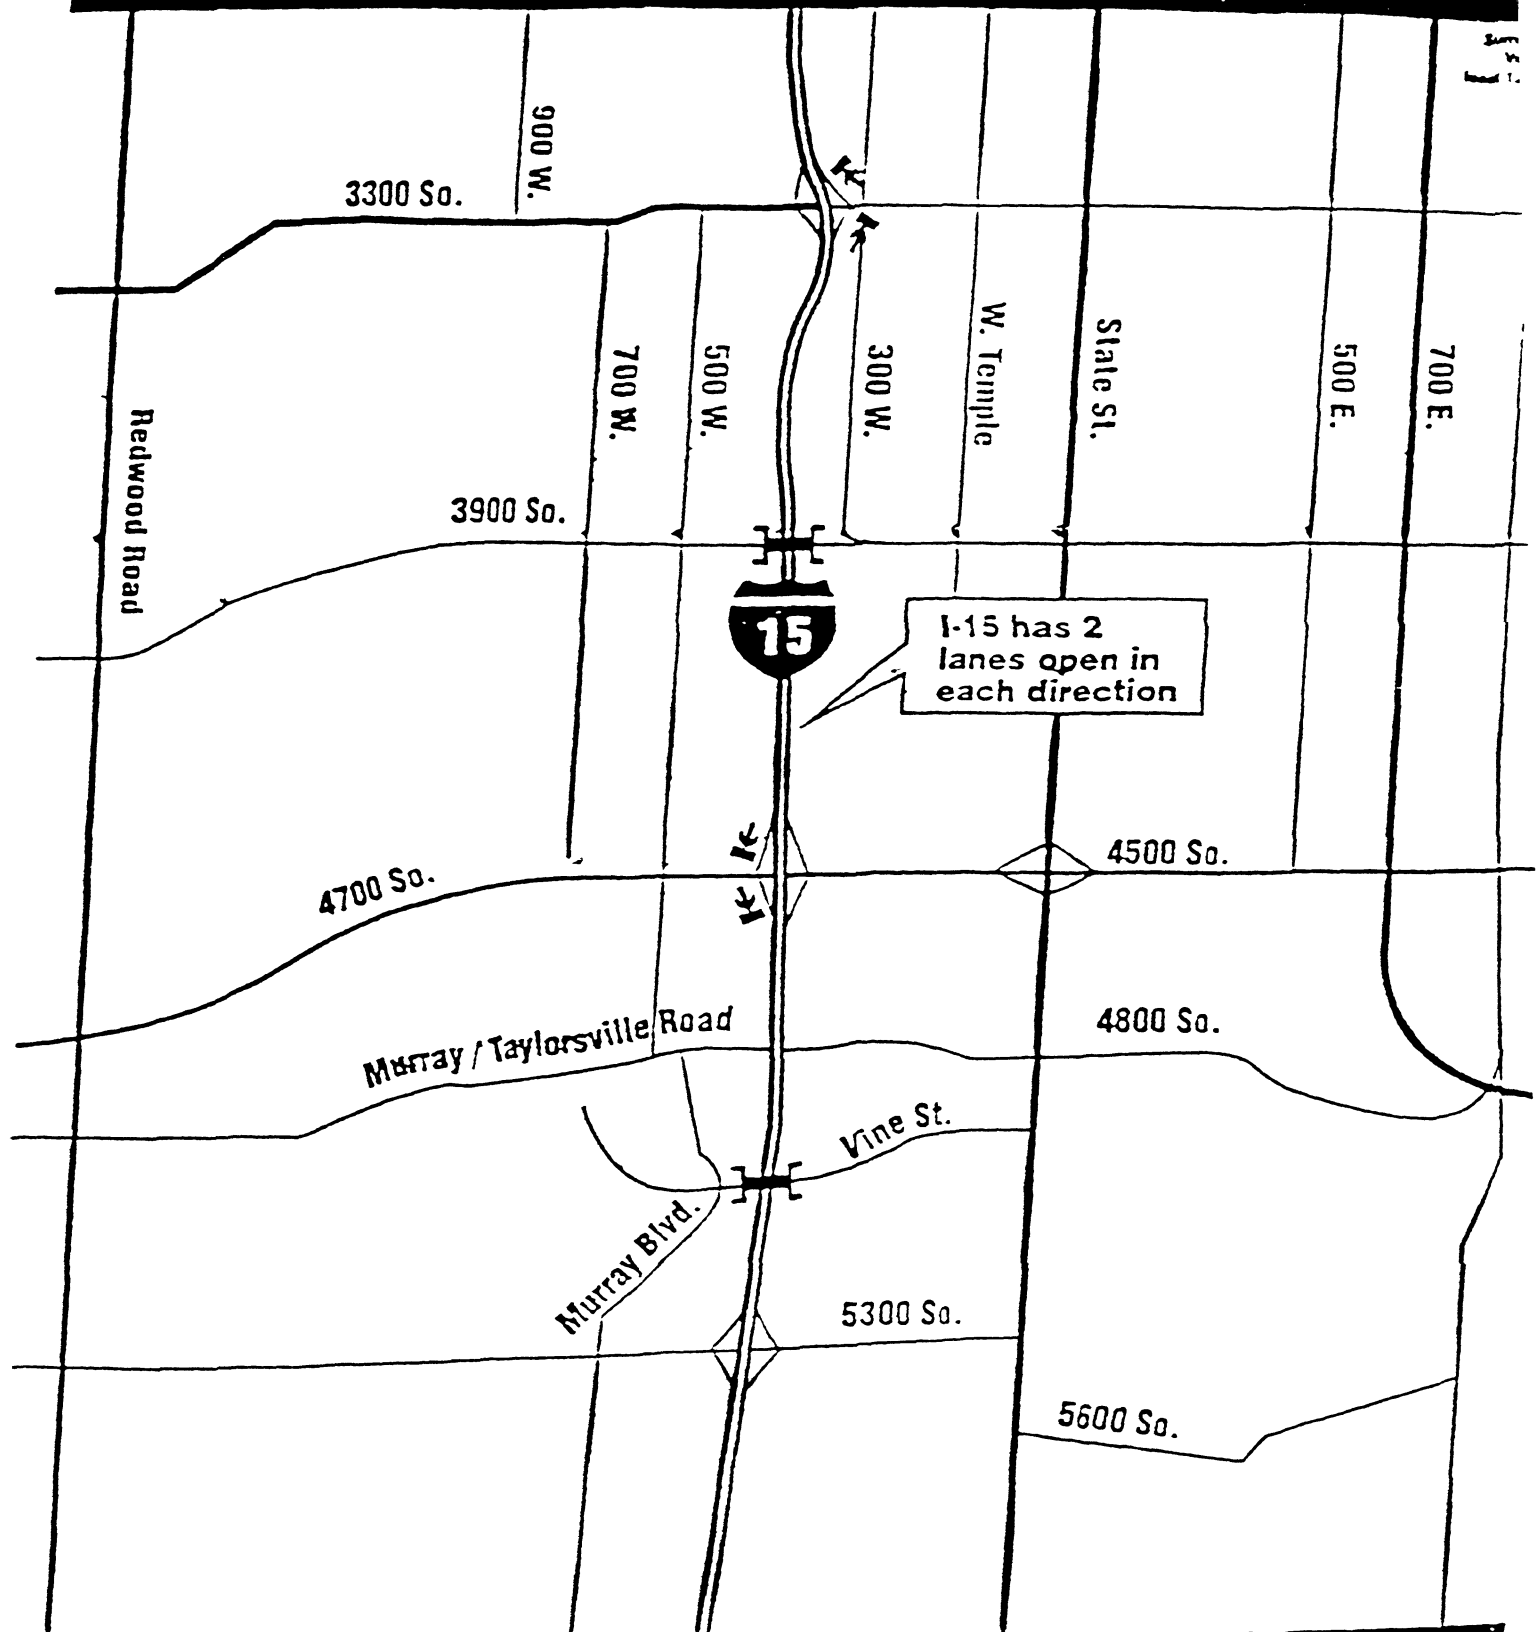 900 W.
3300 So.
700 W.
500 W.
300 W.
W. Temple
State St.
500 E.
700 E.
Redwood Road
3900 So.
15
I-15 has 2
lanes open in
each direction
4500 So.
4700 So.
4800 So.
Murray / Taylorsville Road
Vine St.
Murray Blvd.
5300 So.
5600 So.